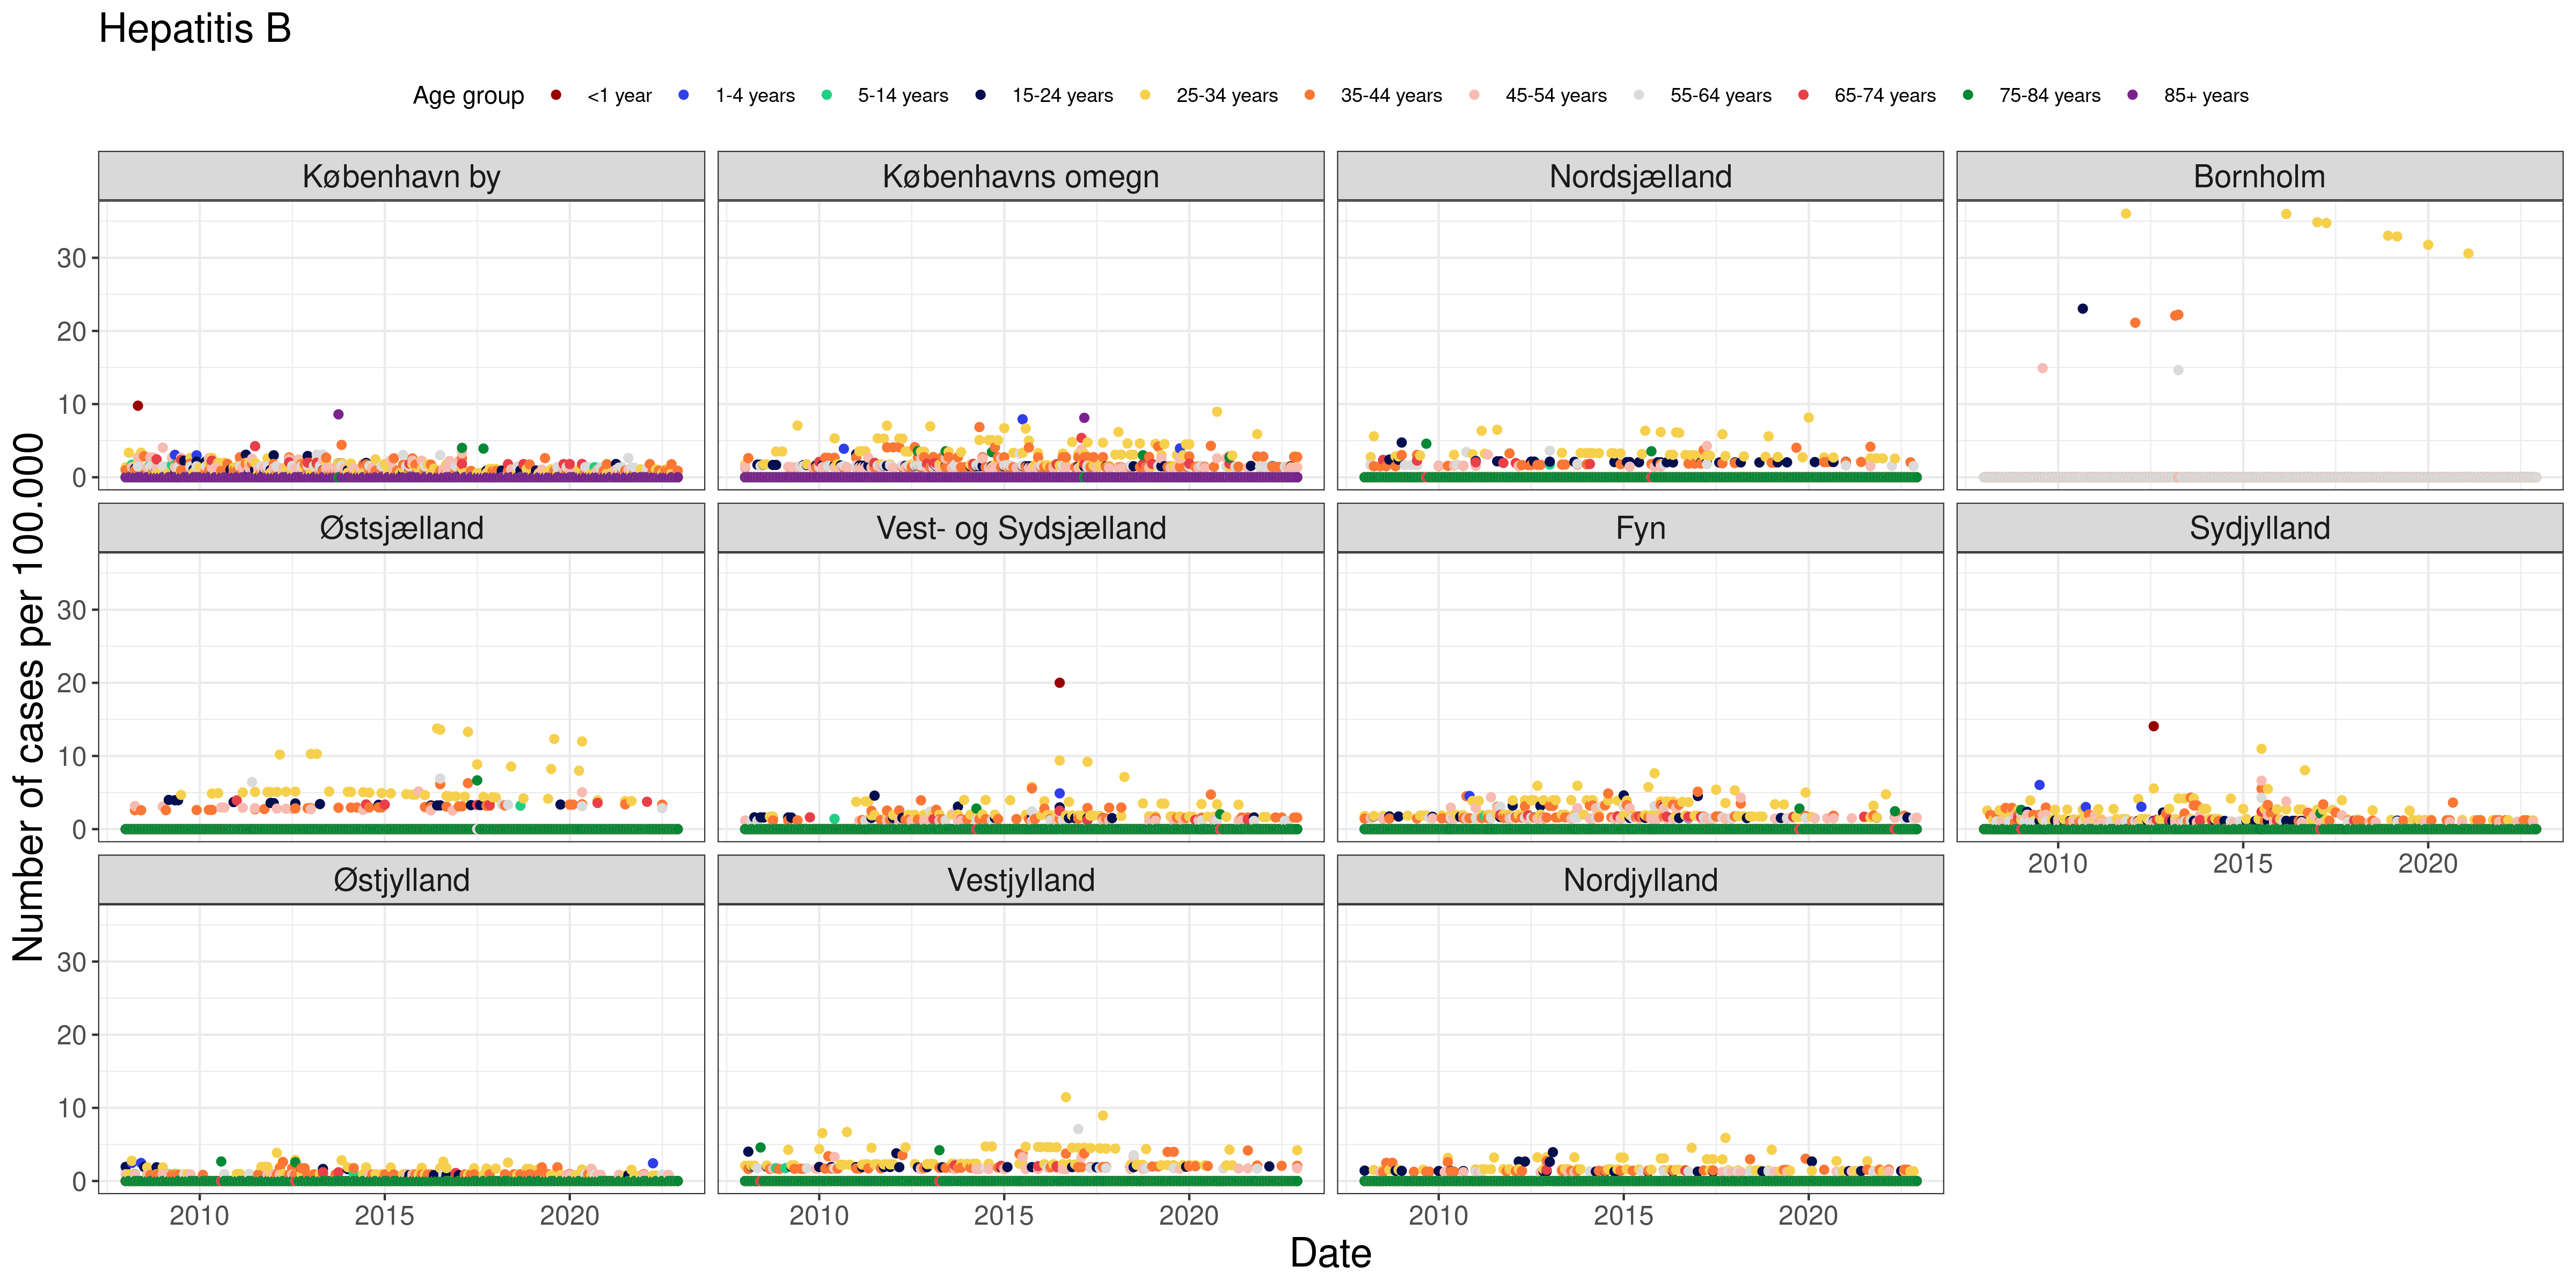 Hepatitis B
Age group <1 year 1-4 years 5-14 years 15-24 years 25-34 years 35-44 years 45-54 years 55-64 years 65-74 years 75-84 years 85+ years
København by Københavns omegn Nordsjælland Bornholm
30
20
10
0
Østsjælland Vest- og Sydsjælland Fyn Sydjylland
30
20
10
0
2010 2015 2020
Østjylland Vestjylland Nordjylland
30
20
10
0
2010 2015 2020 2010 2015 2020 2010 2015 2020
Number of cases per 100.000
Date